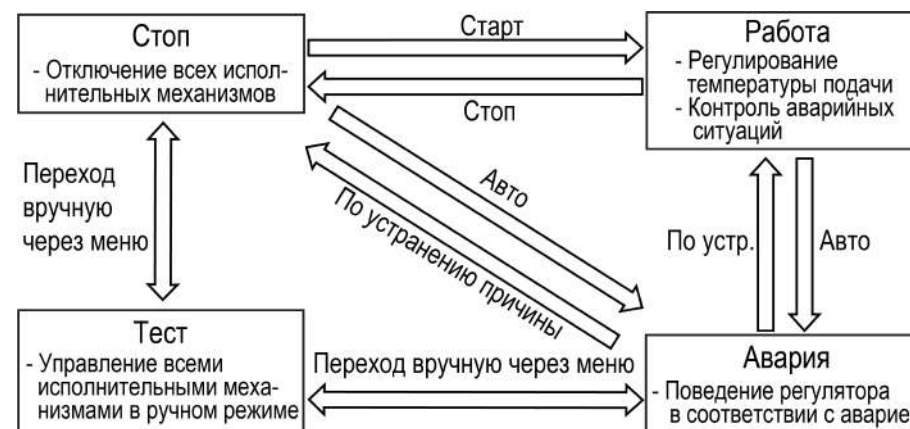 Стоп
- Отключение всех испол-
нительных механизмов
Старт
Стоп
Работа
- Регулирование
температуры подачи
- Контроль аварийных
ситуаций
Переход
вручную
через меню
Авто
По устранению причины
По устр.
Авто
Тест
- Управление всеми
исполнительными меха-
низмами в ручном режиме
Переход вручную через меню
Авария
- Поведение регулятора
в соответствии с аварие